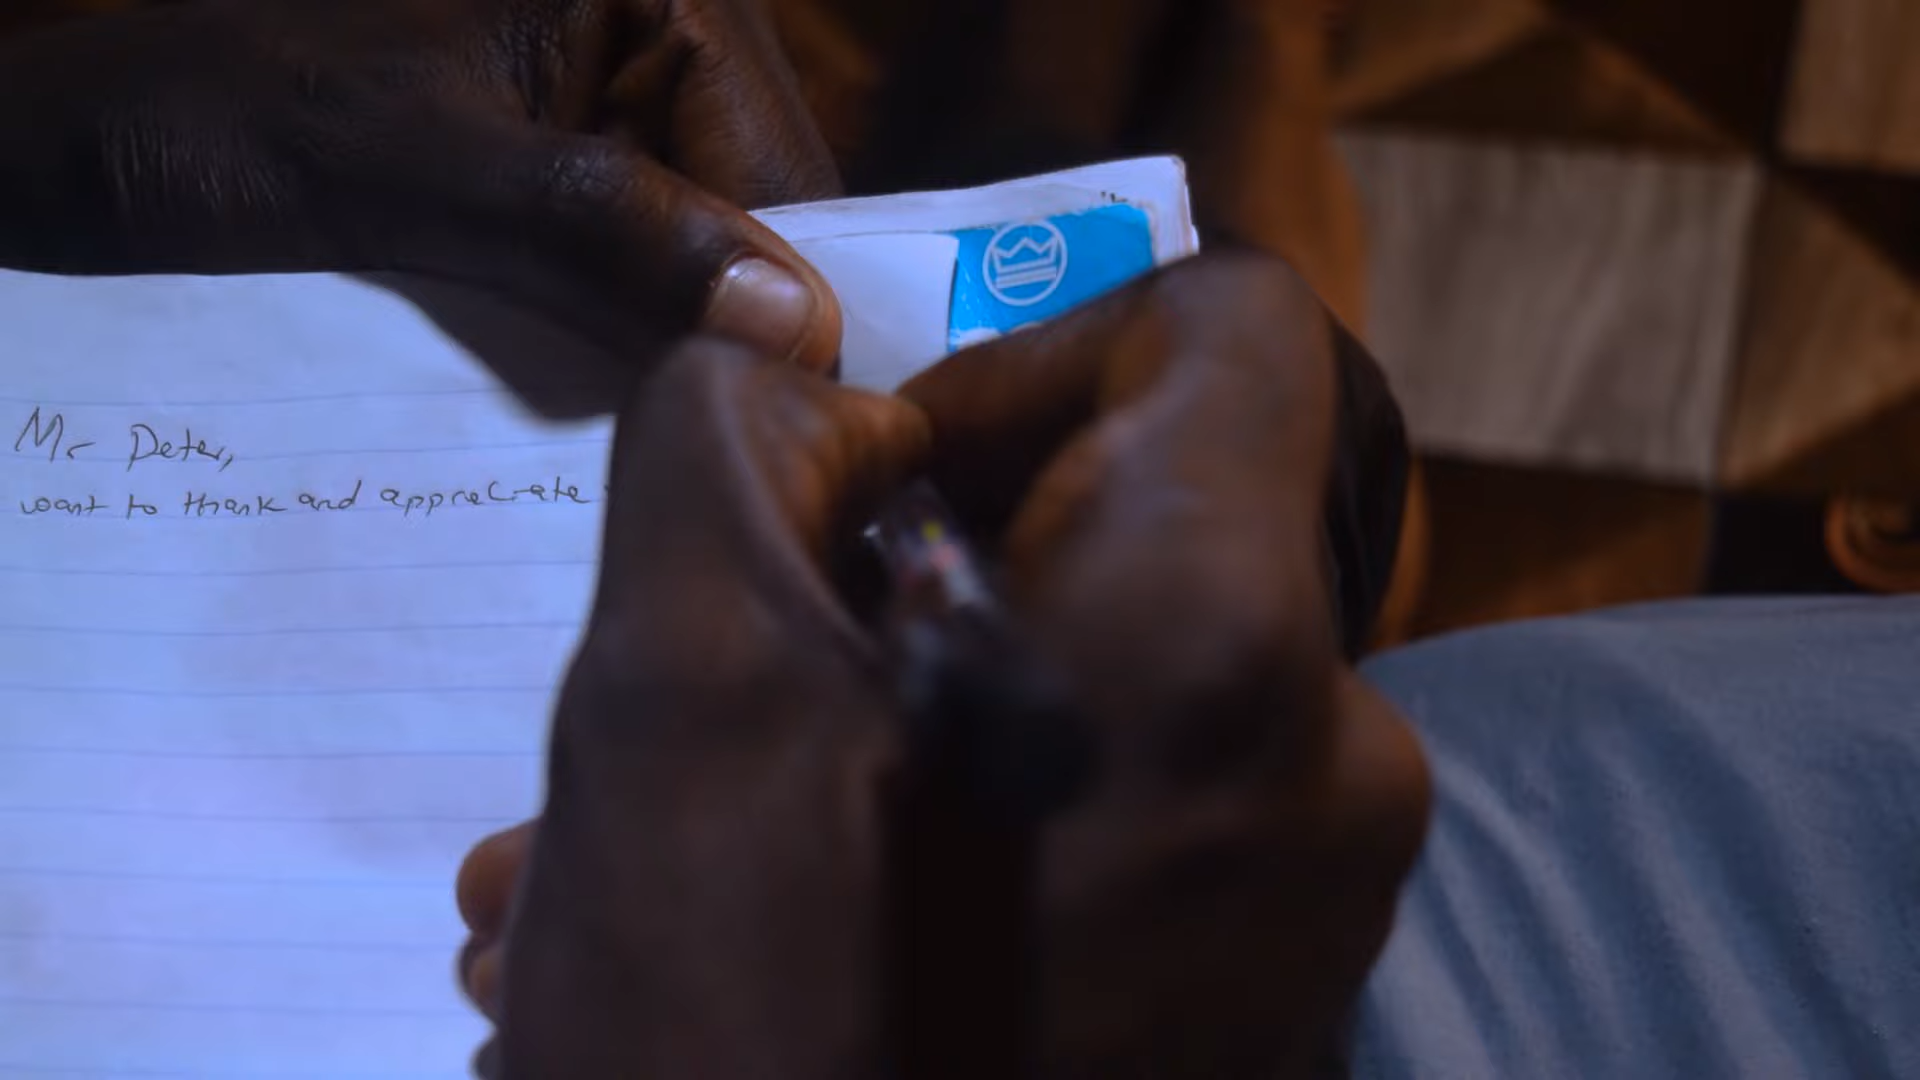 Mr Peter,
want to thank and appreciate